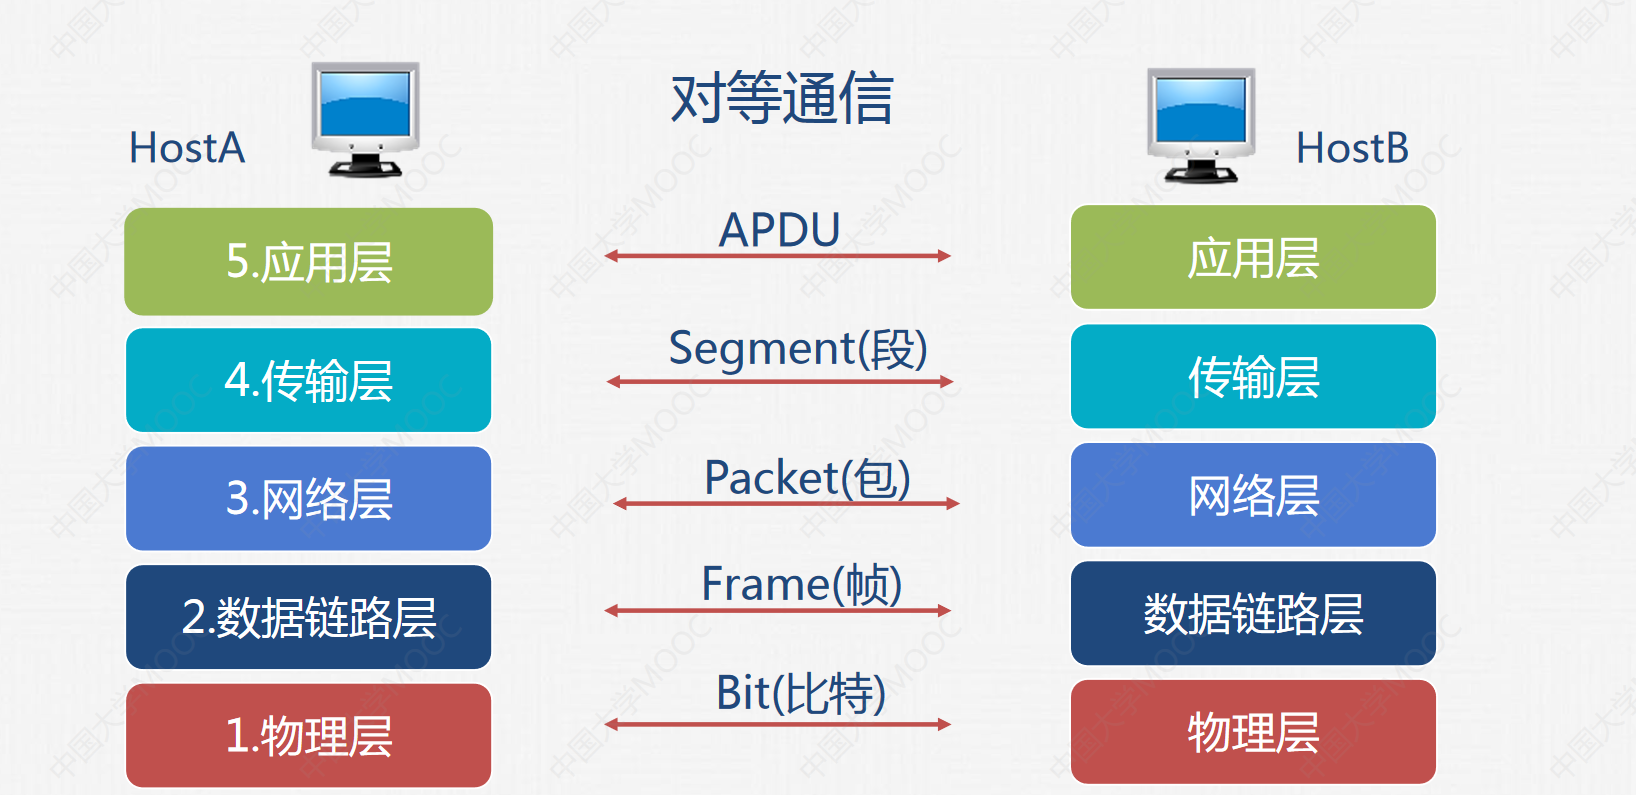 对等通信
HostA
HostB
5.应用层
APDU
应用层
4.传输层
Segment(段)
传输层
3.网络层
Packet(包)
网络层
2.数据链路层
Frame(帧)
数据链路层
1.物理层
Bit(比特)
物理层
中国大学MOOC